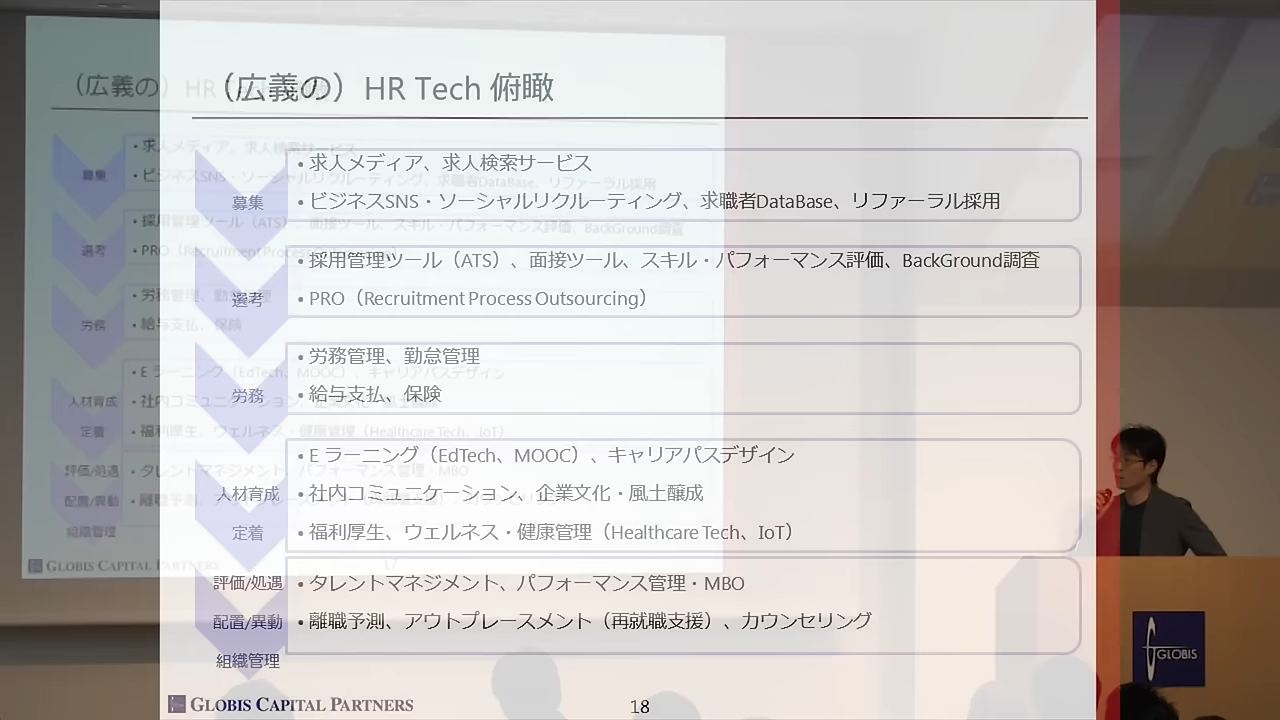 （広義の）HR Tech 俯瞰
募集
・求人メディア、求人検索サービス
・ビジネスSNS・ソーシャルリクルーティング、求職者DataBase、リファーラル採用
選考
・採用管理ツール（ATS）、面接ツール、スキル・パフォーマンス評価、BackGround調査
・PRO（Recruitment Process Outsourcing）
労務
・労務管理、勤怠管理
・給与支払、保険
人材育成
定着
・E ラーニング（EdTech、MOOC）、キャリアパスデザイン
・社内コミュニケーション、企業文化・風土醸成
・福利厚生、ウェルネス・健康管理（Healthcare Tech、IoT）
評価/処遇
配置/異動
組織管理
・タレントマネジメント、パフォーマンス管理・MBO
・離職予測、アウトプレースメント（再就職支援）、カウンセリング
GLOBIS CAPITAL PARTNERS
18
GLOBIS